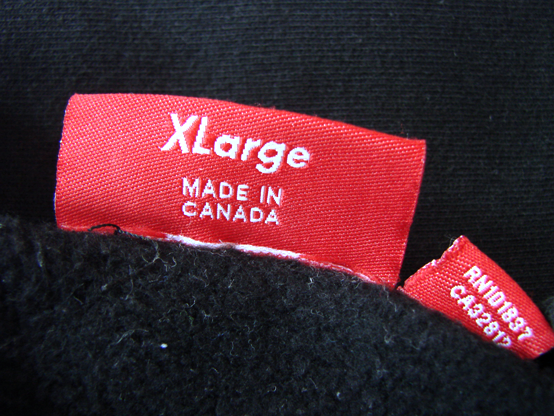 XLarge
MADE IN
CANADA
RN101837
CA32812